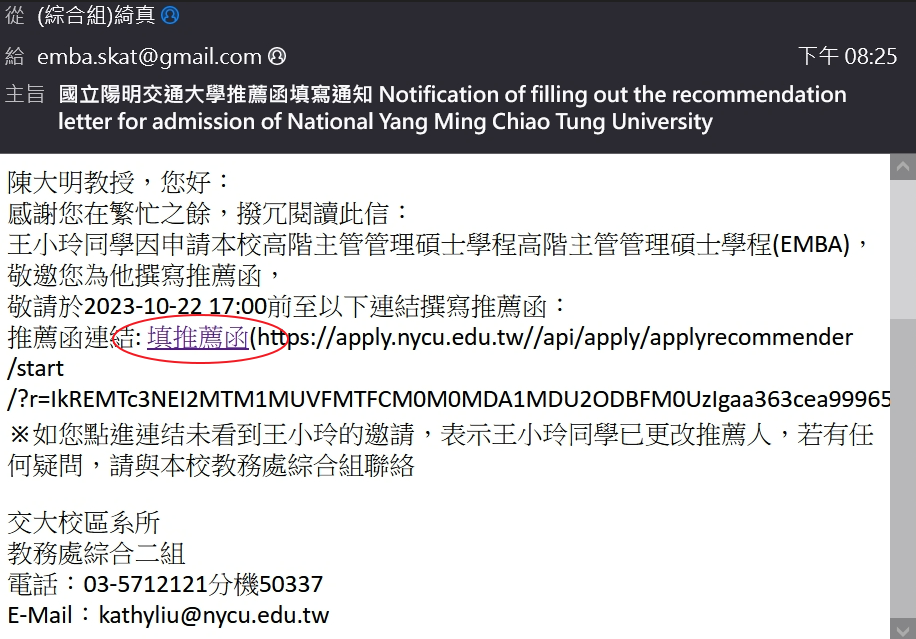 從 (綜合組)綺真
給 emba.skat@gmail.com 下午 08:25
主旨 國立陽明交通大學推薦函填寫通知 Notification of filling out the recommendation
letter for admission of National Yang Ming Chiao Tung University
陳大明教授，您好：
感謝您在繁忙之餘，撥冗閱讀此信：
王小玲同學因申請本校高階主管管理碩士學程高階主管管理碩士學程(EMBA)，
敬邀您為他撰寫推薦函，
敬請於2023-10-22 17:00前至以下連結撰寫推薦函：
推薦函連結: 填推薦函(https://apply.nycu.edu.tw//api/apply/applyrecommender
/start
/?r=IkREMTc3NEI2MTM1MUVFMTFCM0M0MDA1MDU2ODBFM0UzIgaa363cea99965
※如您點進連结未看到王小玲的邀請，表示王小玲同學已更改推薦人，若有任
何疑問，請與本校教務處綜合組聯絡
交大校區系所
教務處綜合二組
電話：03-5712121分機50337
E-Mail：kathyliu@nycu.edu.tw